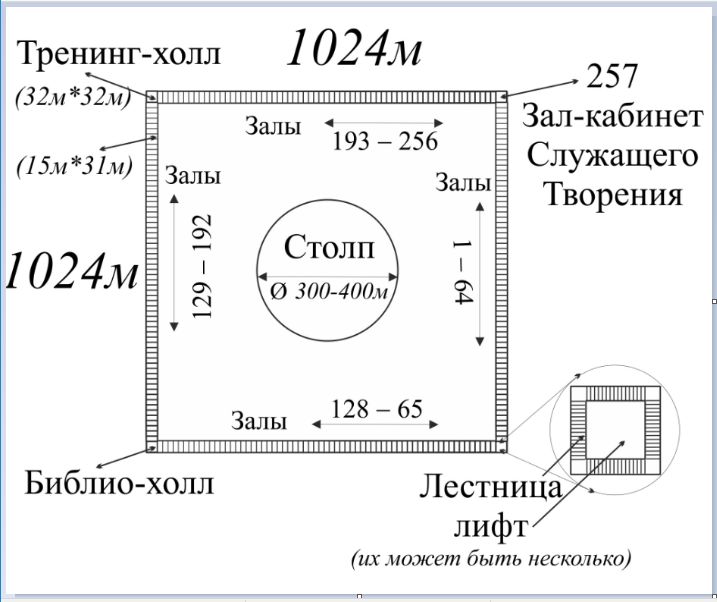 1024м
Тренинг-холл
(32м*32м)
257
Зал-кабинет
Служащего
Творения
Залы
193 – 256
(15м*31м)
Залы
Залы
129 – 192
1024м
Столп
Ø 300-400м
1 – 64
Залы
128 – 65
Библио-холл
Лестница
лифт
(их может быть несколько)